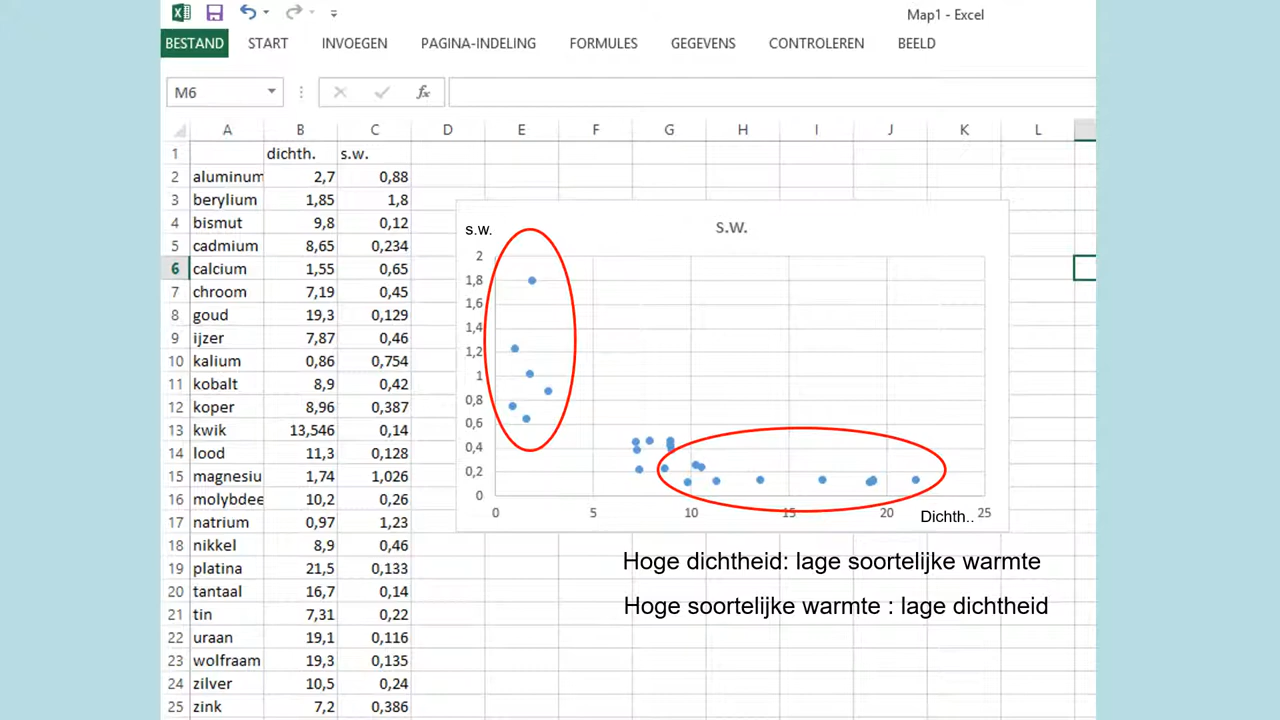 Map1 - Excel
BESTAND START INVOEGEN PAGINA-INDELING FORMULES GEGEVENS CONTROLEREN BEELD
M6 fx
A B C D E F G H I J K L
1 dichth. s.w.
2 aluminum 2,7 0,88
3 berylium 1,85 1,8
4 bismut 9,8 0,12
5 cadmium 8,65 0,234
6 calcium 1,55 0,65
7 chroom 7,19 0,45
8 goud 19,3 0,129
9 ijzer 7,87 0,46
10 kalium 0,86 0,754
11 kobalt 8,9 0,42
12 koper 8,96 0,387
13 kwik 13,546 0,14
14 lood 11,3 0,128
15 magnesiu 1,74 1,026
16 molybdee 10,2 0,26
17 natrium 0,97 1,23
18 nikkel 8,9 0,46
19 platina 21,5 0,133
20 tantaal 16,7 0,14
21 tin 7,31 0,22
22 uraan 19,1 0,116
23 wolfraam 19,3 0,135
24 zilver 10,5 0,24
25 zink 7,2 0,386
s.w.
s.w.
2
1,8
1,6
1,4
1,2
1
0,8
0,6
0,4
0,2
0
0 5 10 15 20 25
Dichth..
Hoge dichtheid: lage soortelijke warmte
Hoge soortelijke warmte : lage dichtheid